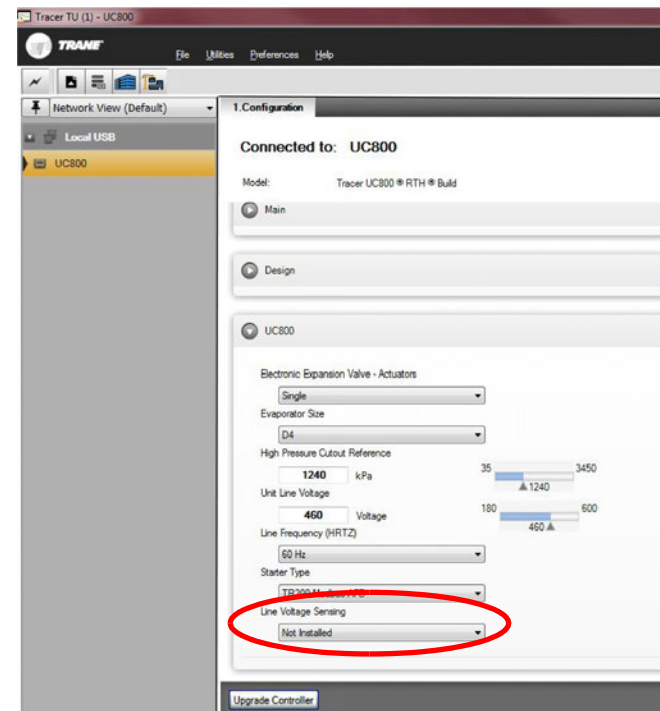 Tracer TU (1) - UC800
TRANE
File Utilities Preferences Help
Network View (Default)
1.Configuration
Local USB
UC800
Connected to: UC800
Model: Tracer UC800 ® RTH ® Build
Main
Design
UC800
Electronic Expansion Valve - Actuators
Single
Evaporator Size
D4
High Pressure Cutout Reference
1240 kPa
35 3450
1240
Unit Line Voltage
460 Voltage
180 600
460
Line Frequency (HRTZ)
60 Hz
Starter Type
TR200 Modbus AFD
Line Voltage Sensing
Not Installed
Upgrade Controller